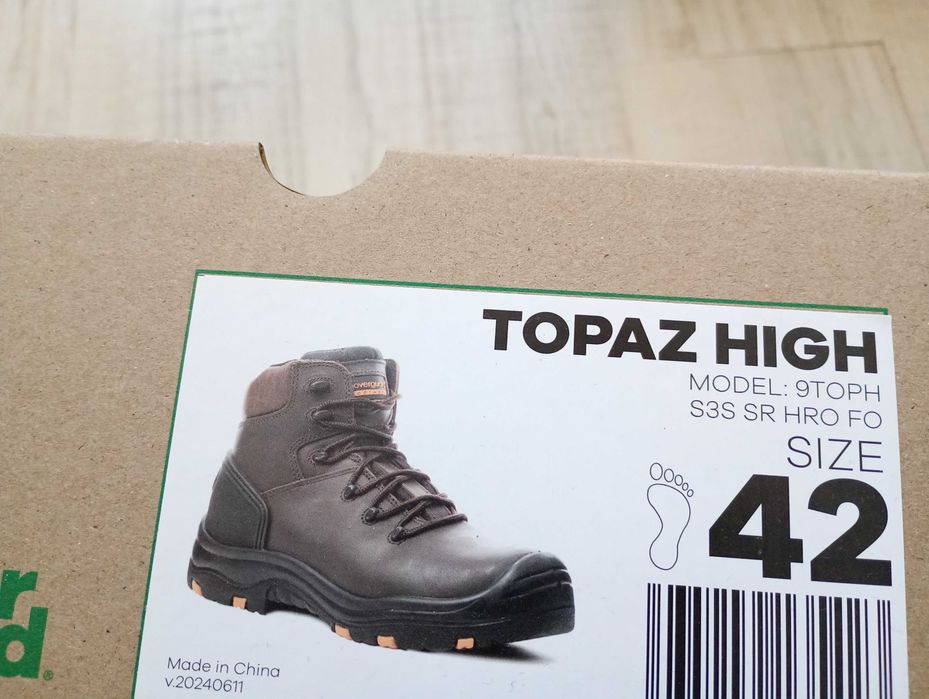 TOPAZ HIGH
MODEL: 9TOPH
S3S SR HRO FO
SIZE
42
r
d®
Made in China
v.20240611